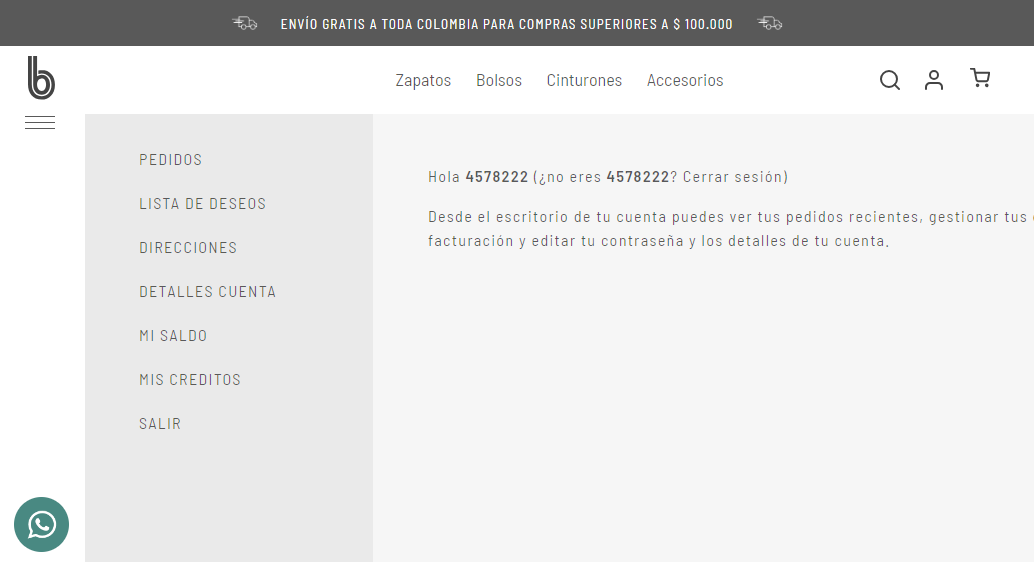 ENVÍO GRATIS A TODA COLOMBIA PARA COMPRAS SUPERIORES A $ 100.000
b
Zapatos Bolsos Cinturones Accesorios
PEDIDOS
LISTA DE DESEOS
DIRECCIONES
DETALLES CUENTA
MI SALDO
MIS CREDITOS
SALIR
Hola 4578222 (¿no eres 4578222? Cerrar sesión)
Desde el escritorio de tu cuenta puedes ver tus pedidos recientes, gestionar tus
facturación y editar tu contraseña y los detalles de tu cuenta.